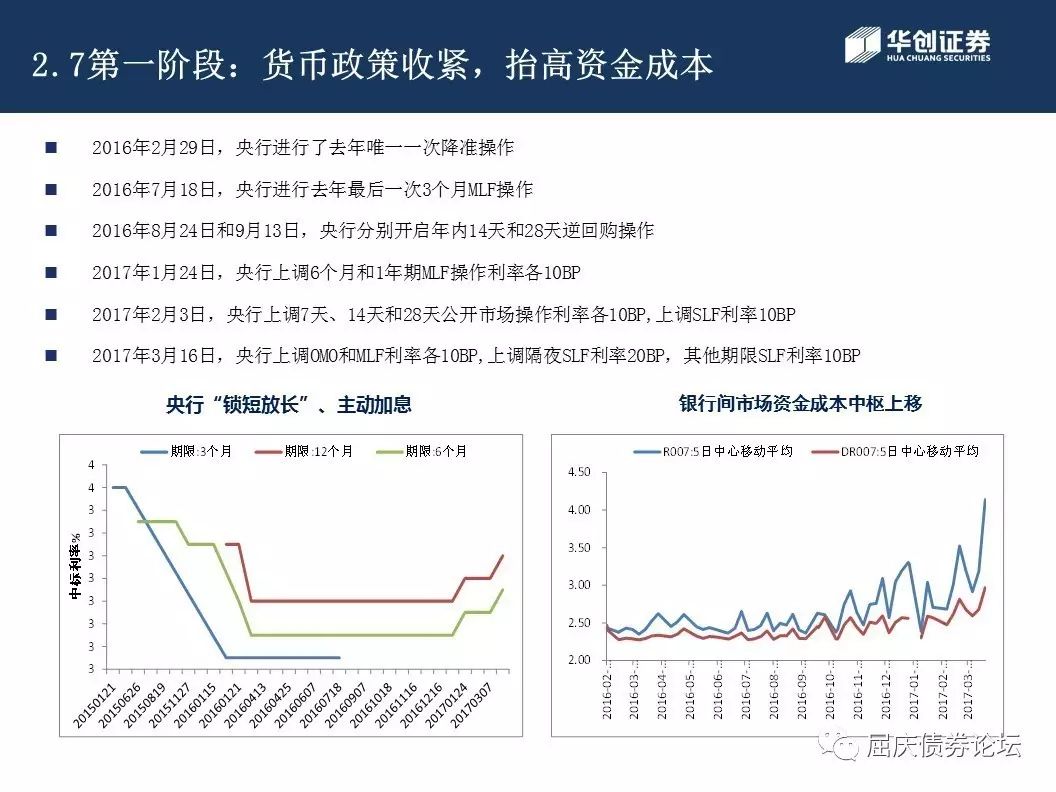 2.7第一阶段：货币政策收紧，抬高资金成本
华创证券
HUA CHUANG SECURITIES
2016年2月29日，央行进行了去年唯一一次降准操作
2016年7月18日，央行进行去年最后一次3个月MLF操作
2016年8月24日和9月13日，央行分别开启年内14天和28天逆回购操作
2017年1月24日，央行上调6个月和1年期MLF操作利率各10BP
2017年2月3日，央行上调7天、14天和28天公开市场操作利率各10BP,上调SLF利率10BP
2017年3月16日，央行上调OMO和MLF利率各10BP,上调隔夜SLF利率20BP，其他期限SLF利率10BP
央行“锁短放长”、主动加息
期限:3个月
期限:12个月
期限:6个月
中标利率%
4
4
3
3
3
3
3
3
3
3
20150121
20150626
20150819
20151127
20160115
20160121
20160413
20160425
20160607
20160718
20160907
20161018
20161116
20161216
20170124
20170307
银行间市场资金成本中枢上移
R007:5日中心移动平均
DR007:5日中心移动平均
4.50
4.00
3.50
3.00
2.50
2.00
2016-02-...
2016-03-...
2016-04-...
2016-05-...
2016-06-...
2016-07-...
2016-08-...
2016-09-...
2016-10-...
2016-11-...
2016-12-...
2017-01-...
2017-02-...
2017-03-...
屈庆债券论坛